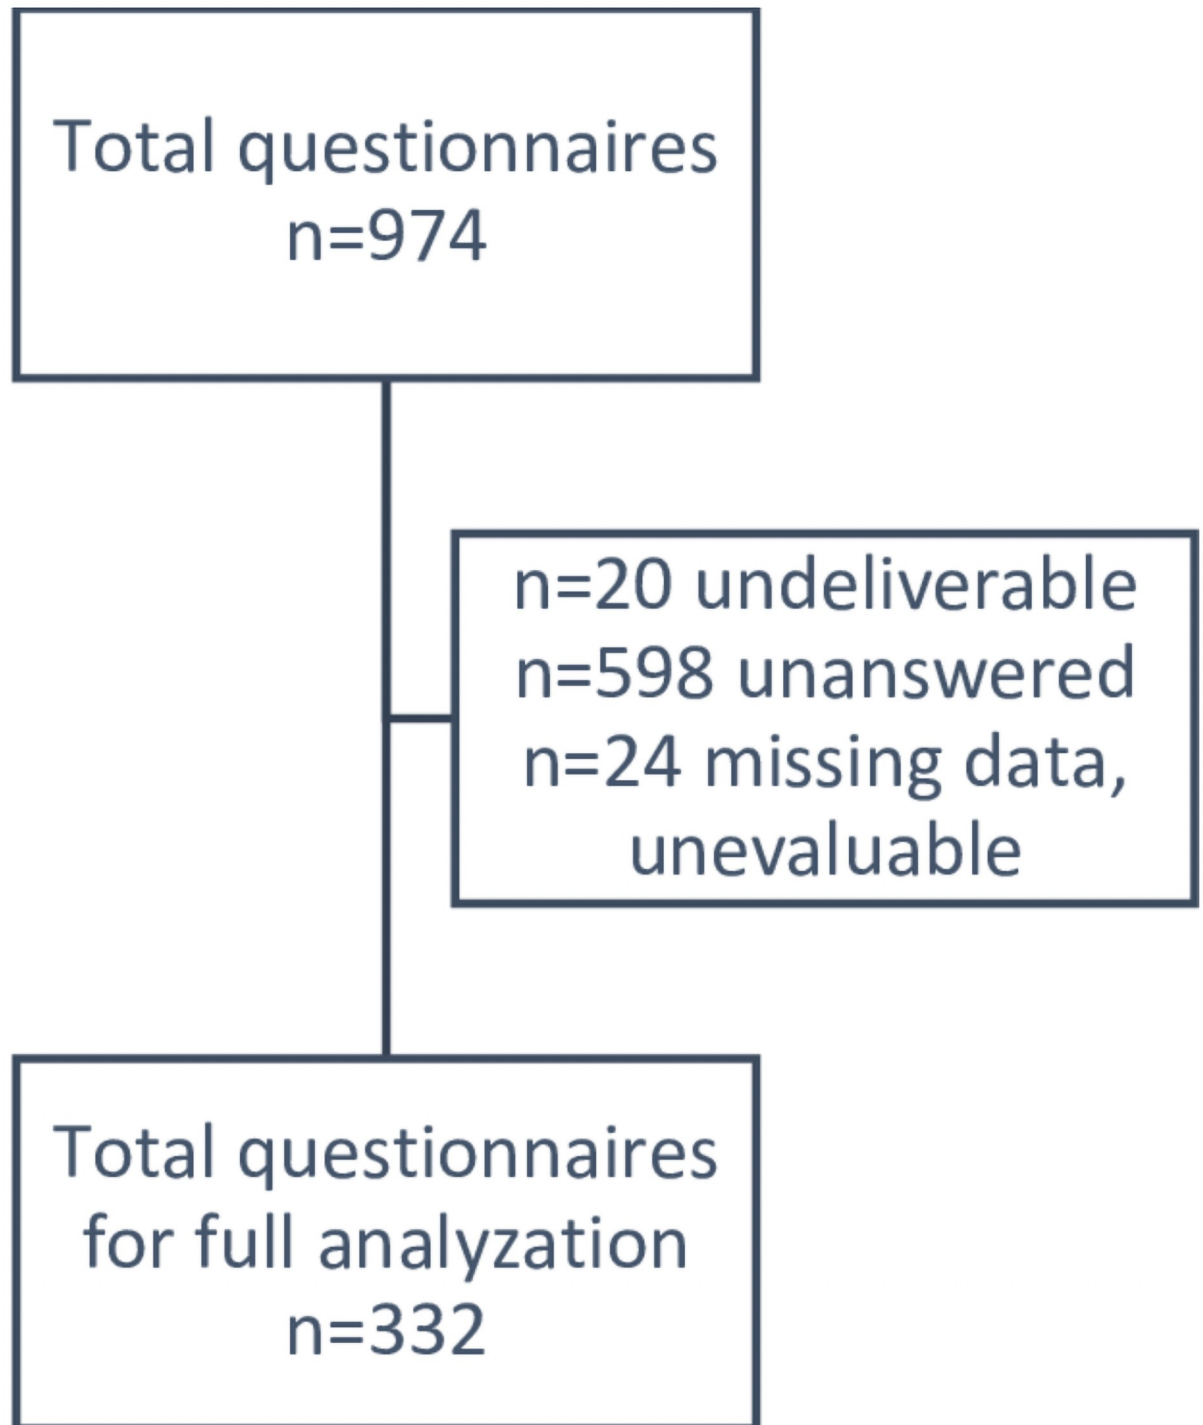 Total questionnaires
n=974
n=20 undeliverable
n=598 unanswered
n=24 missing data,
unevaluable
Total questionnaires
for full analyzation
n=332